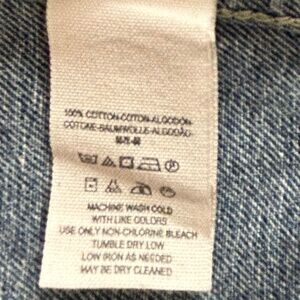 100% COTTON-COTON-ALGODÓN-
COTONE-BAUMWOLLE-ALGODÃO-
MACHINE WASH COLD
WITH LIKE COLORS
USE ONLY NON-CHLORINE BLEACH
TUMBLE DRY LOW
LOW IRON AS NEEDED
MAY BE DRY CLEANED